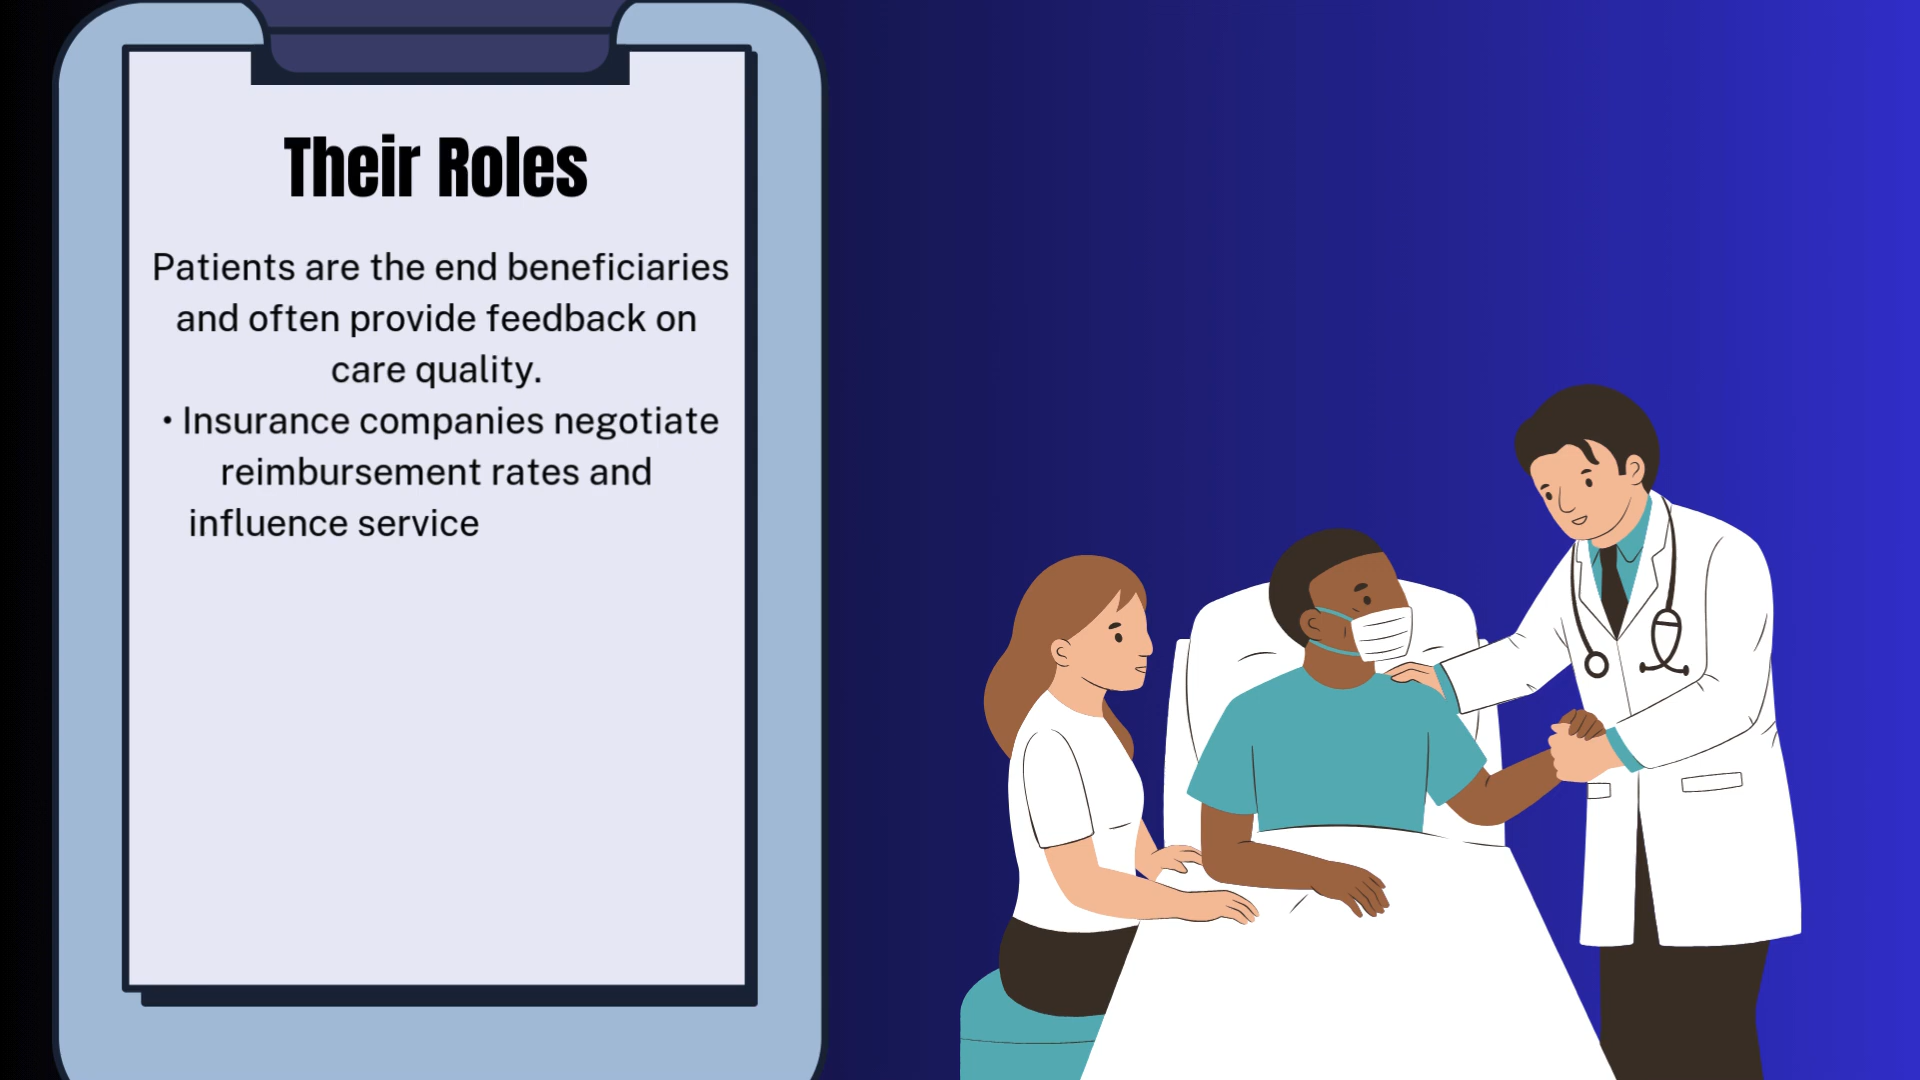 Their Roles
Patients are the end beneficiaries
and often provide feedback on
care quality.
• Insurance companies negotiate
reimbursement rates and
influence service